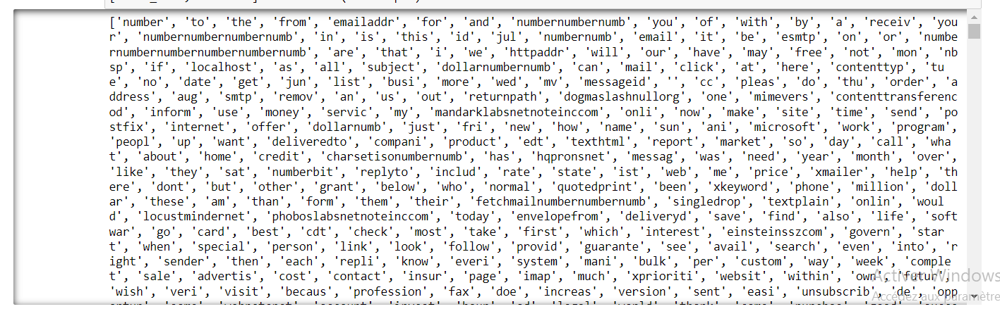 ['number', 'to', 'the', 'from', 'emailaddr', 'for', 'and', 'numbernumbernumb', 'you', 'of', 'with', 'by', 'a', 'receiv', 'you
r', 'numbernumbernumbernumb', 'in', 'is', 'this', 'id', 'jul', 'numbernumb', 'email', 'it', 'be', 'esmtp', 'on', 'or', 'numbe
rnumbernumbernumbernumbernumb', 'are', 'that', 'i', 'we', 'httpaddr', 'will', 'our', 'have', 'may', 'free', 'not', 'mon', 'nb
sp', 'if', 'localhost', 'as', 'all', 'subject', 'dollarnumbernumb', 'can', 'mail', 'click', 'at', 'here', 'contenttyp', 'tu
e', 'no', 'date', 'get', 'jun', 'list', 'busi', 'more', 'wed', 'mv', 'messageid', '', 'cc', 'pleas', 'do', 'thu', 'order', 'a
ddress', 'aug', 'smtp', 'remov', 'an', 'us', 'out', 'returnpath', 'dogmaslashnullorg', 'one', 'mimevers', 'contenttransferenc
od', 'inform', 'use', 'money', 'servic', 'my', 'mandarklabsnetnoteinccom', 'onli', 'now', 'make', 'site', 'time', 'send', 'po
stfix', 'internet', 'offer', 'dollarnumb', 'just', 'fri', 'new', 'how', 'name', 'sun', 'ani', 'microsoft', 'work', 'program',
'peopl', 'up', 'want', 'deliveredto', 'compani', 'product', 'edt', 'texthtml', 'report', 'market', 'so', 'day', 'call', 'wha
t', 'about', 'home', 'credit', 'charsetisonumbernumb', 'has', 'hqpronsnet', 'messag', 'was', 'need', 'year', 'month', 'over',
'like', 'they', 'sat', 'numberbit', 'replyto', 'includ', 'rate', 'state', 'ist', 'web', 'me', 'price', 'xmailer', 'help', 'th
ere', 'dont', 'but', 'other', 'grant', 'below', 'who', 'normal', 'quotedprint', 'been', 'xkeyword', 'phone', 'million', 'doll
ar', 'these', 'am', 'than', 'form', 'them', 'their', 'fetchmailnumbernumbernumb', 'singledrop', 'textplain', 'onlin', 'woul
d', 'locustmindernet', 'phoboslabsnetnoteinccom', 'today', 'envelopefrom', 'deliveryd', 'save', 'find', 'also', 'life', 'soft
war', 'go', 'card', 'best', 'cdt', 'check', 'most', 'take', 'first', 'which', 'interest', 'einsteinsszcom', 'govern', 'star
t', 'when', 'special', 'person', 'link', 'look', 'follow', 'provid', 'guarante', 'see', 'avail', 'search', 'even', 'into', 'r
ight', 'sender', 'then', 'each', 'repli', 'know', 'everi', 'system', 'mani', 'bulk', 'per', 'custom', 'way', 'week', 'comple
t', 'sale', 'advertis', 'cost', 'contact', 'insur', 'page', 'imap', 'much', 'xprioriti', 'websit', 'within', 'own', 'futur',
'wish', 'veri', 'visit', 'becaus', 'profession', 'fax', 'doe', 'increas', 'version', 'sent', 'easi', 'unsubscrib', 'de', 'opp
Activer Windows
Accédez aux paramètre